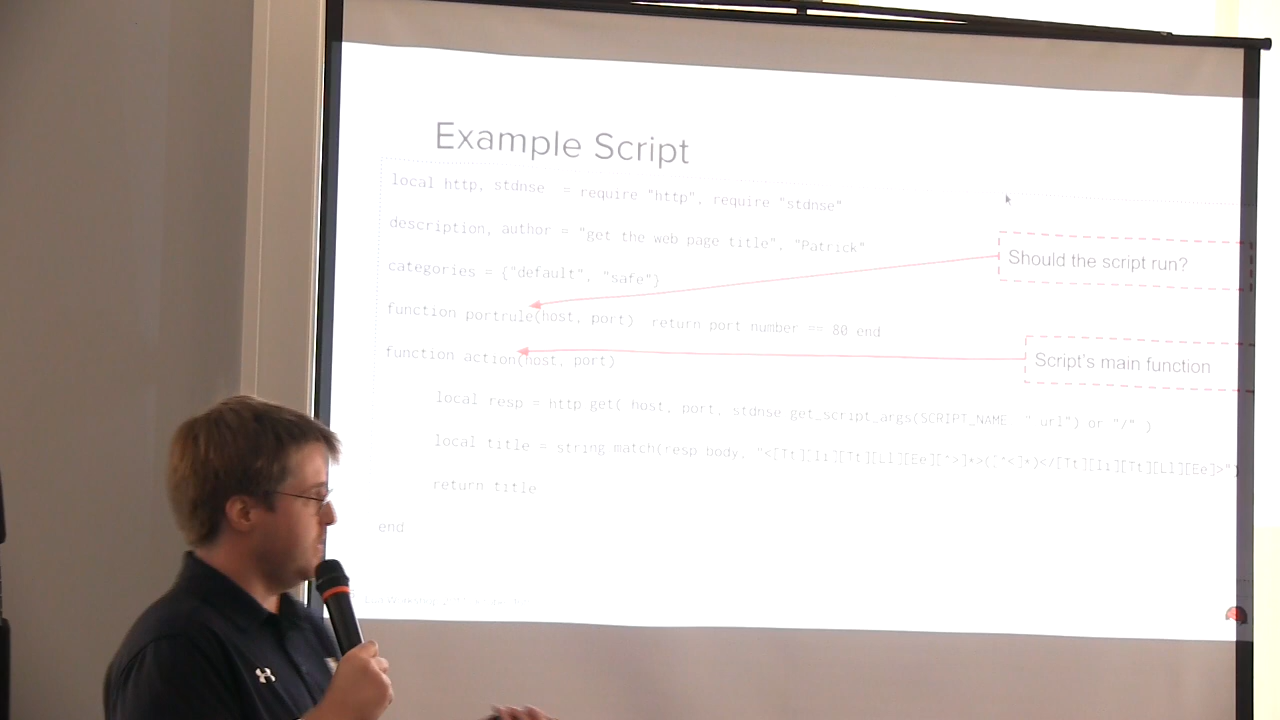 Example Script
local http, stdnse = require "http", require "stdnse"
description, author = "get the web page title", "Patrick"
categories = {"default", "safe"}
Should the script run?
function portrule(host, port) return port number == 80 end
function action(host, port)
Script's main function
local resp = http get( host, port, stdnse get_script_args(SCRIPT_NAME " url") or "/" )
local title = string match(resp body, "<[Tt][Ii][Tt][Ll][Ee][^>]*>([^<]*)</[Tt][Ii][Tt][Ll][Ee]>")
return title
end